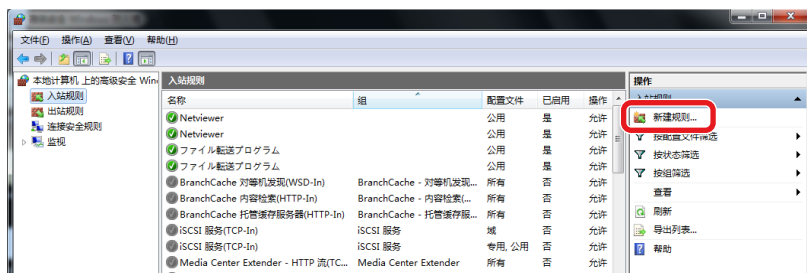 文件(F) 操作(A) 查看(V) 帮助(H)
本地计算机 上的高级安全 Win
入站规则
出站规则
连接安全规则
监视
入站规则
名称 组 配置文件 已启用 操作
Netviewer 公用 是 允许
Netviewer 公用 是 允许
ファイル転送プログラム 公用 是 允许
ファイル転送プログラム 公用 是 允许
BranchCache 对等机发现(WSD-In) BranchCache - 对等机发现... 所有 否 允许
BranchCache 内容检索(HTTP-In) BranchCache - 内容检索(... 所有 否 允许
BranchCache 托管缓存服务器(HTTP-In) BranchCache - 托管缓存服... 所有 否 允许
iSCSI 服务(TCP-In) iSCSI 服务 域 否 允许
iSCSI 服务(TCP-In) iSCSI 服务 专用, 公用 否 允许
Media Center Extender - HTTP 流(TC... Media Center Extender 所有 否 允许
操作
入站规则
新建规则...
按配置文件筛选
按状态筛选
按组筛选
查看
刷新
导出列表...
帮助